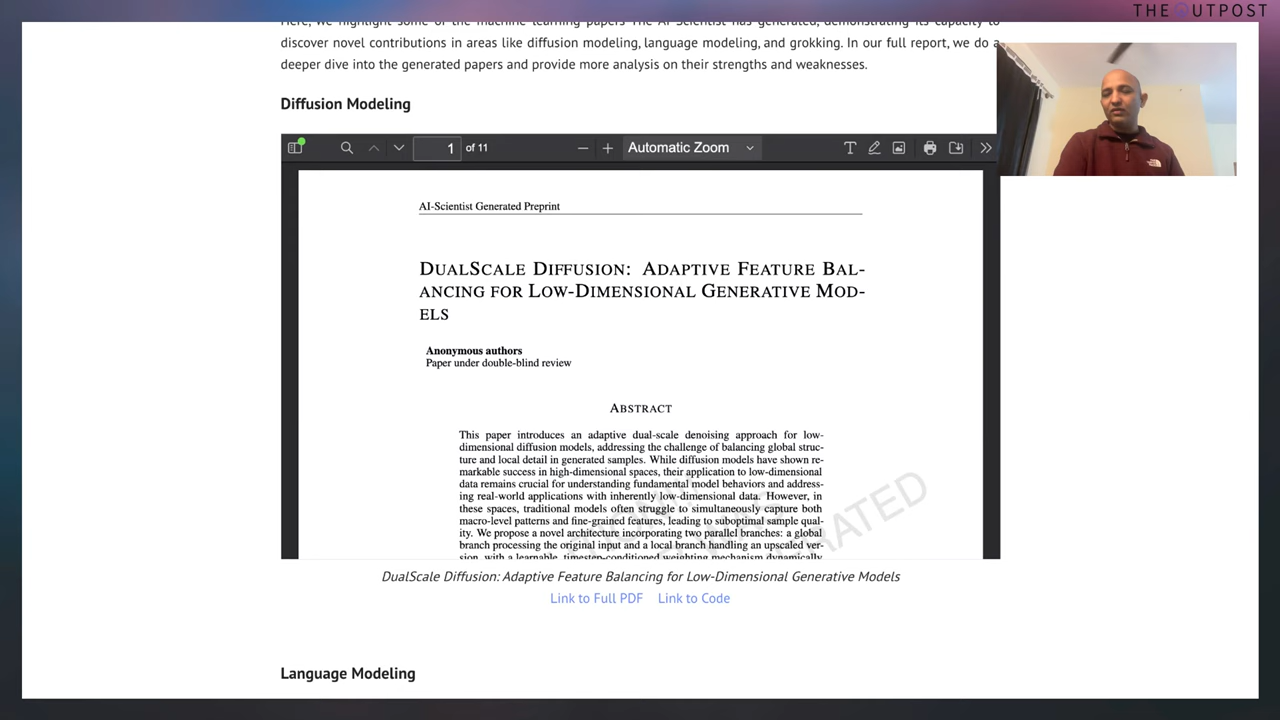 THE OUTPOST
Here, we highlight some of the machine learning papers The AI Scientist has generated, demonstrating its capacity to
discover novel contributions in areas like diffusion modeling, language modeling, and grokking. In our full report, we do a
deeper dive into the generated papers and provide more analysis on their strengths and weaknesses.
Diffusion Modeling
1 of 11
Automatic Zoom
AI-Scientist Generated Preprint
DUALSCALE DIFFUSION: ADAPTIVE FEATURE BAL-
ANCING FOR LOW-DIMENSIONAL GENERATIVE MOD-
ELS
Anonymous authors
Paper under double-blind review
ABSTRACT
This paper introduces an adaptive dual-scale denoising approach for low-
dimensional diffusion models, addressing the challenge of balancing global struc-
ture and local detail in generated samples. While diffusion models have shown re-
markable success in high-dimensional spaces, their application to low-dimensional
data remains crucial for understanding fundamental model behaviors and address-
ing real-world applications with inherently low-dimensional data. However, in
these spaces, traditional models often struggle to simultaneously capture both
macro-level patterns and fine-grained features, leading to suboptimal sample qual-
ity. We propose a novel architecture incorporating two parallel branches: a global
branch processing the original input and a local branch handling an upscaled ver-
sion, with a learnable, timestep-conditioned weighting mechanism dynamically
DualScale Diffusion: Adaptive Feature Balancing for Low-Dimensional Generative Models
Link to Full PDF Link to Code
Language Modeling